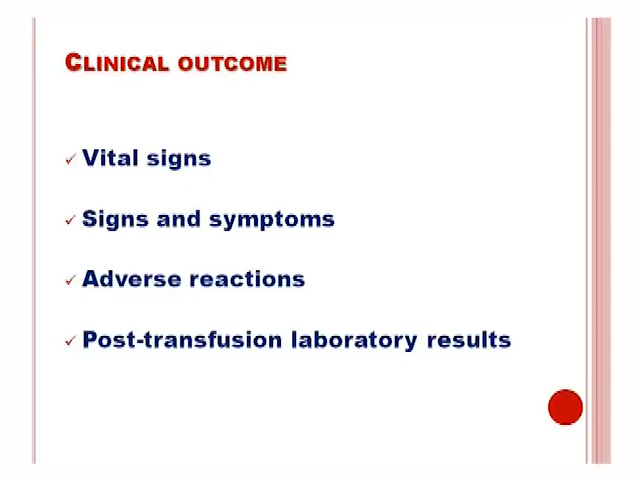 CLINICAL OUTCOME
✓ Vital signs
✓ Signs and symptoms
✓ Adverse reactions
✓ Post-transfusion laboratory results